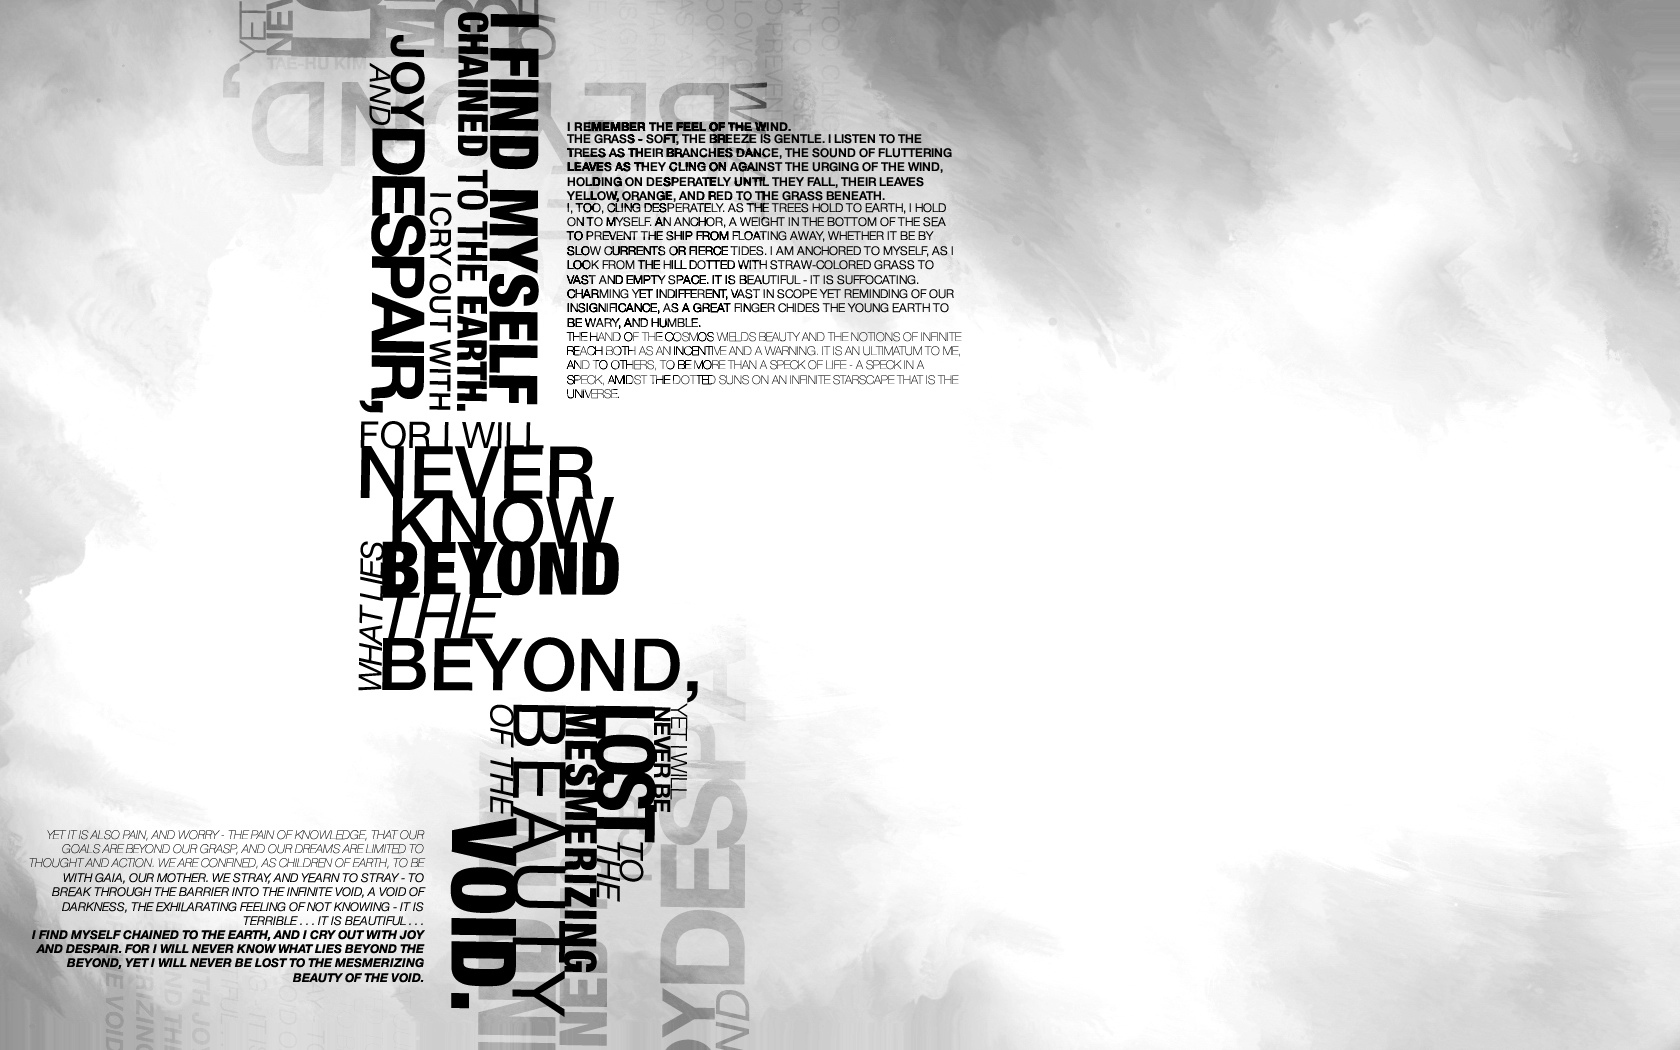 I FIND MYSELF
CHAINED TO THE EARTH.
I CRY OUT WITH
JOY
AND
DESPAIR,
FOR I WILL
NEVER
KNOW
WHAT LIES
BEYOND
THE
BEYOND,
YET I WILL
NEVER BE
LOST
TO
THE
MESMERIZING
BEAUTY
OF THE
VOID.
I REMEMBER THE FEEL OF THE WIND.
THE GRASS - SOFT, THE BREEZE IS GENTLE. I LISTEN TO THE
TREES AS THEIR BRANCHES DANCE, THE SOUND OF FLUTTERING
LEAVES AS THEY CLING ON AGAINST THE URGING OF THE WIND,
HOLDING ON DESPERATELY UNTIL THEY FALL, THEIR LEAVES
YELLOW, ORANGE, AND RED TO THE GRASS BENEATH.
I, TOO, CLING DESPERATELY. AS THE TREES HOLD TO EARTH, I HOLD
ON TO MYSELF. AN ANCHOR, A WEIGHT IN THE BOTTOM OF THE SEA
TO PREVENT THE SHIP FROM FLOATING AWAY, WHETHER IT BE BY
SLOW CURRENTS OR FIERCE TIDES. I AM ANCHORED TO MYSELF, AS I
LOOK FROM THE HILL DOTTED WITH STRAW-COLORED GRASS TO
VAST AND EMPTY SPACE. IT IS BEAUTIFUL - IT IS SUFFOCATING.
CHARMING YET INDIFFERENT, VAST IN SCOPE YET REMINDING OF OUR
INSIGNIFICANCE, AS A GREAT FINGER CHIDES THE YOUNG EARTH TO
BE WARY, AND HUMBLE.
THE HAND OF THE COSMOS WIELDS BEAUTY AND THE NOTIONS OF INFINITE
REACH BOTH AS AN INCENTIVE AND A WARNING. IT IS AN ULTIMATUM TO ME,
AND TO OTHERS, TO BE MORE THAN A SPECK OF LIFE - A SPECK IN A
SPECK, AMIDST THE DOTTED SUNS ON AN INFINITE STARSCAPE THAT IS THE
UNIVERSE.
YET IT IS ALSO PAIN, AND WORRY - THE PAIN OF KNOWLEDGE, THAT OUR
GOALS ARE BEYOND OUR GRASP, AND OUR DREAMS ARE LIMITED TO
THOUGHT AND ACTION. WE ARE CONFINED, AS CHILDREN OF EARTH, TO BE
WITH GAIA, OUR MOTHER. WE STRAY, AND YEARN TO STRAY - TO
BREAK THROUGH THE BARRIER INTO THE INFINITE VOID, A VOID OF
DARKNESS, THE EXHILARATING FEELING OF NOT KNOWING - IT IS
TERRIBLE . . . IT IS BEAUTIFUL . . .
I FIND MYSELF CHAINED TO THE EARTH, AND I CRY OUT WITH JOY
AND DESPAIR. FOR I WILL NEVER KNOW WHAT LIES BEYOND THE
BEYOND, YET I WILL NEVER BE LOST TO THE MESMERIZING
BEAUTY OF THE VOID.